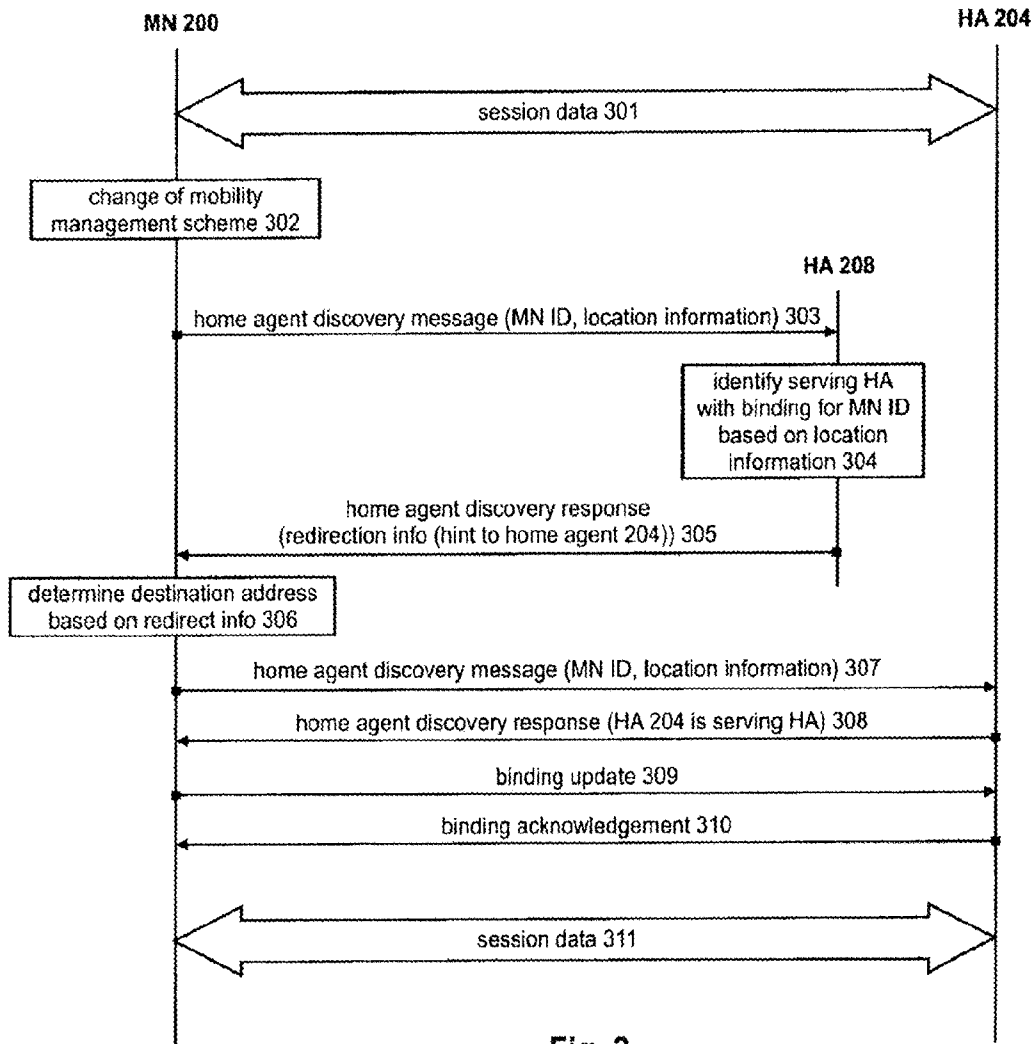 MN 200
HA 204
session data 301
change of mobility
management scheme 302
HA 208
home agent discovery message (MN ID, location information) 303
identify serving HA
with binding for MN ID
based on location
information 304
home agent discovery response
(redirection info (hint to home agent 204)) 305
determine destination address
based on redirect info 306
home agent discovery message (MN ID, location information) 307
home agent discovery response (HA 204 is serving HA) 308
binding update 309
binding acknowledgement 310
session data 311